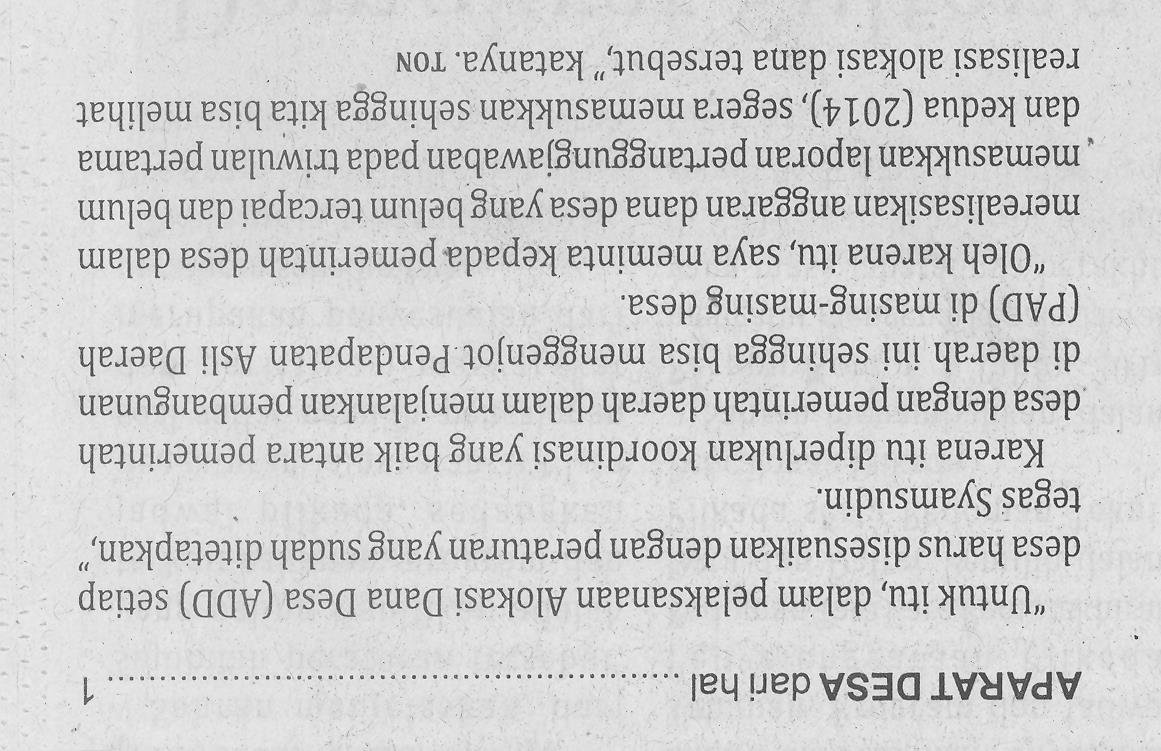 APARAT DESA dari hal ........................................................ 1
"Untuk itu, dalam pelaksanaan Alokasi Dana Desa (ADD) setiap
desa harus disesuaikan dengan peraturan yang sudah ditetapkan,"
tegas Syamsudin.
Karena itu diperlukan koordinasi yang baik antara pemerintah
desa dengan pemerintah daerah dalam menjalankan pembangunan
di daerah ini sehingga bisa menggenjot Pendapatan Asli Daerah
(PAD) di masing-masing desa.
"Oleh karena itu, saya meminta kepada pemerintah desa dalam
merealisasikan anggaran dana desa yang belum tercapai dan belum
memasukkan laporan pertanggungjawaban pada triwulan pertama
dan kedua (2014), segera memasukkan sehingga kita bisa melihat
realisasi alokasi dana tersebut," katanya. TON